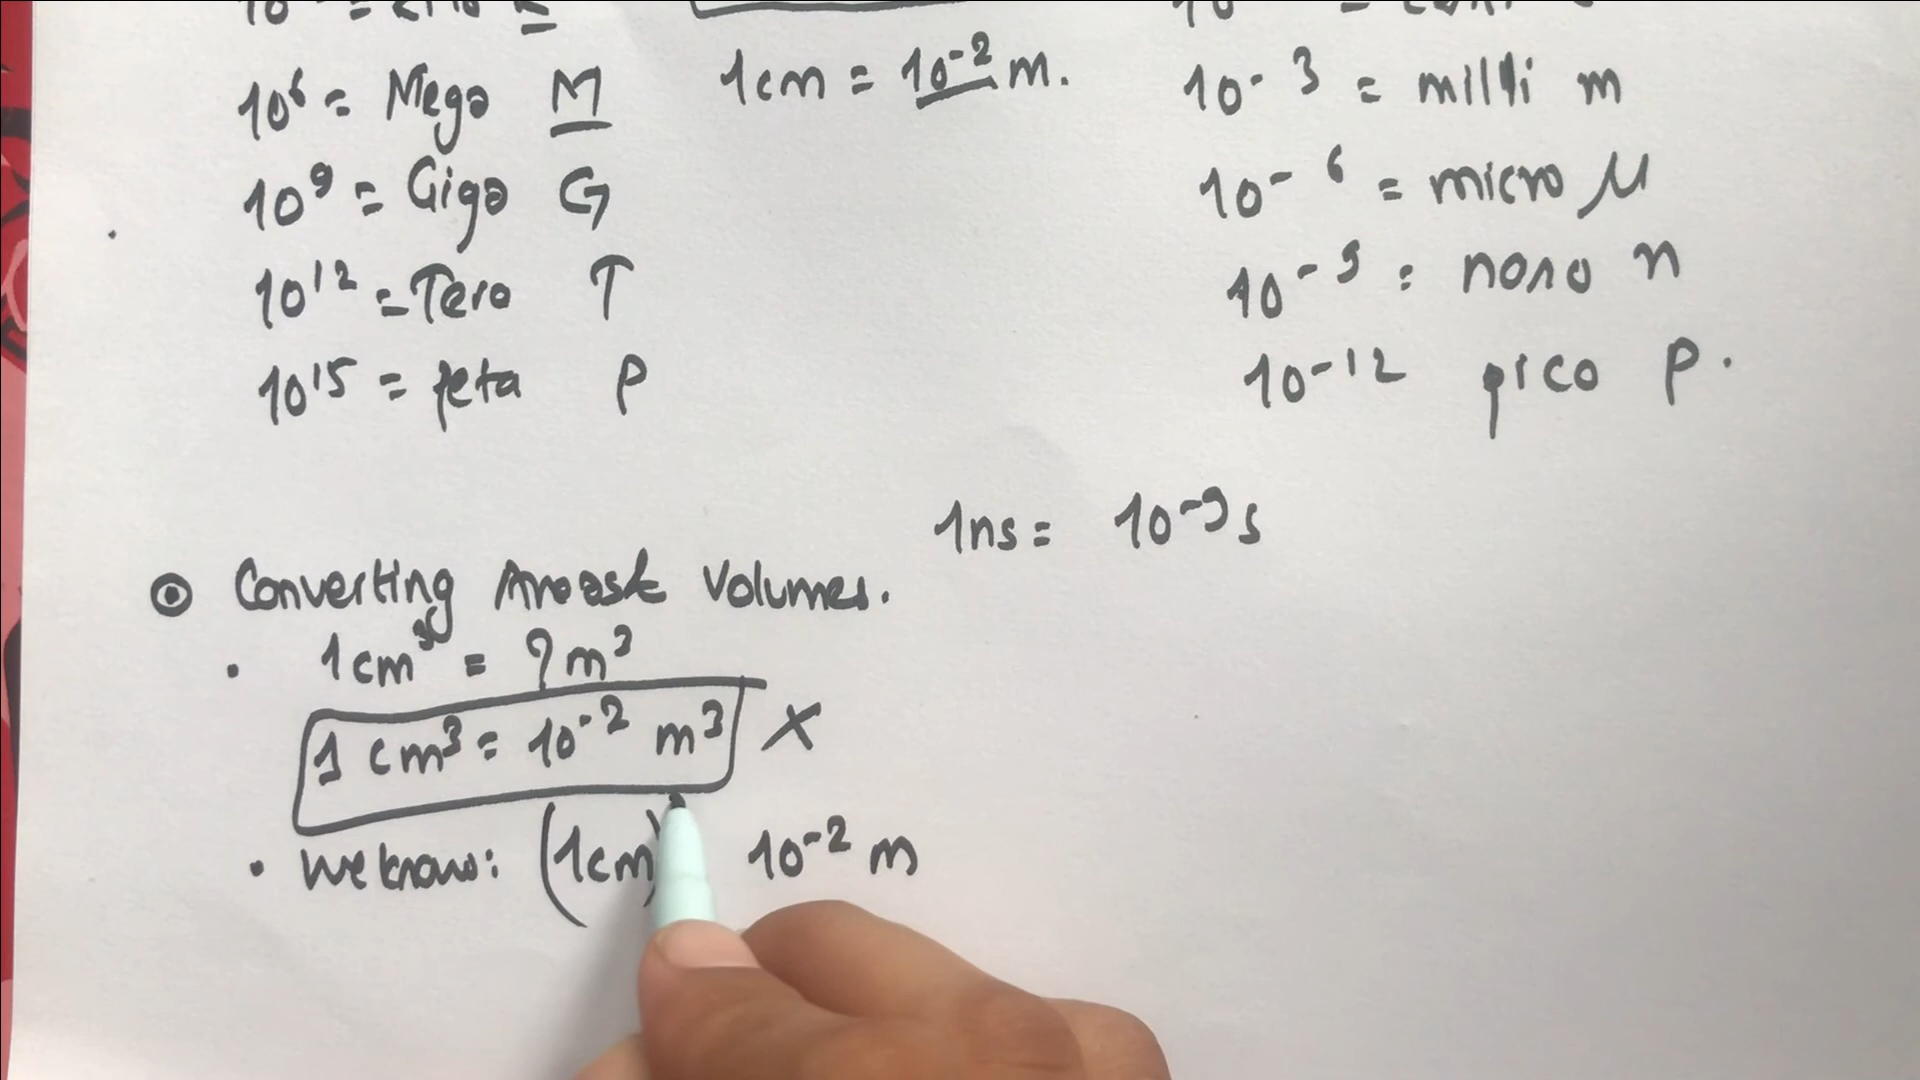 10⁶ = Mega M
10⁹ = Giga G
10¹² = Tera T
10¹⁵ = Peta P
1cm = 10⁻² m.
10⁻³ = milli m
10⁻⁶ = micro μ
10⁻⁹ = nano n
10⁻¹² pico p.
1ns = 10⁻⁹ s
Converting Areas & Volumes.
• 1cm³ = ? m³
1 cm³ = 10⁻² m³ X
• we know: (1cm) 10⁻² m